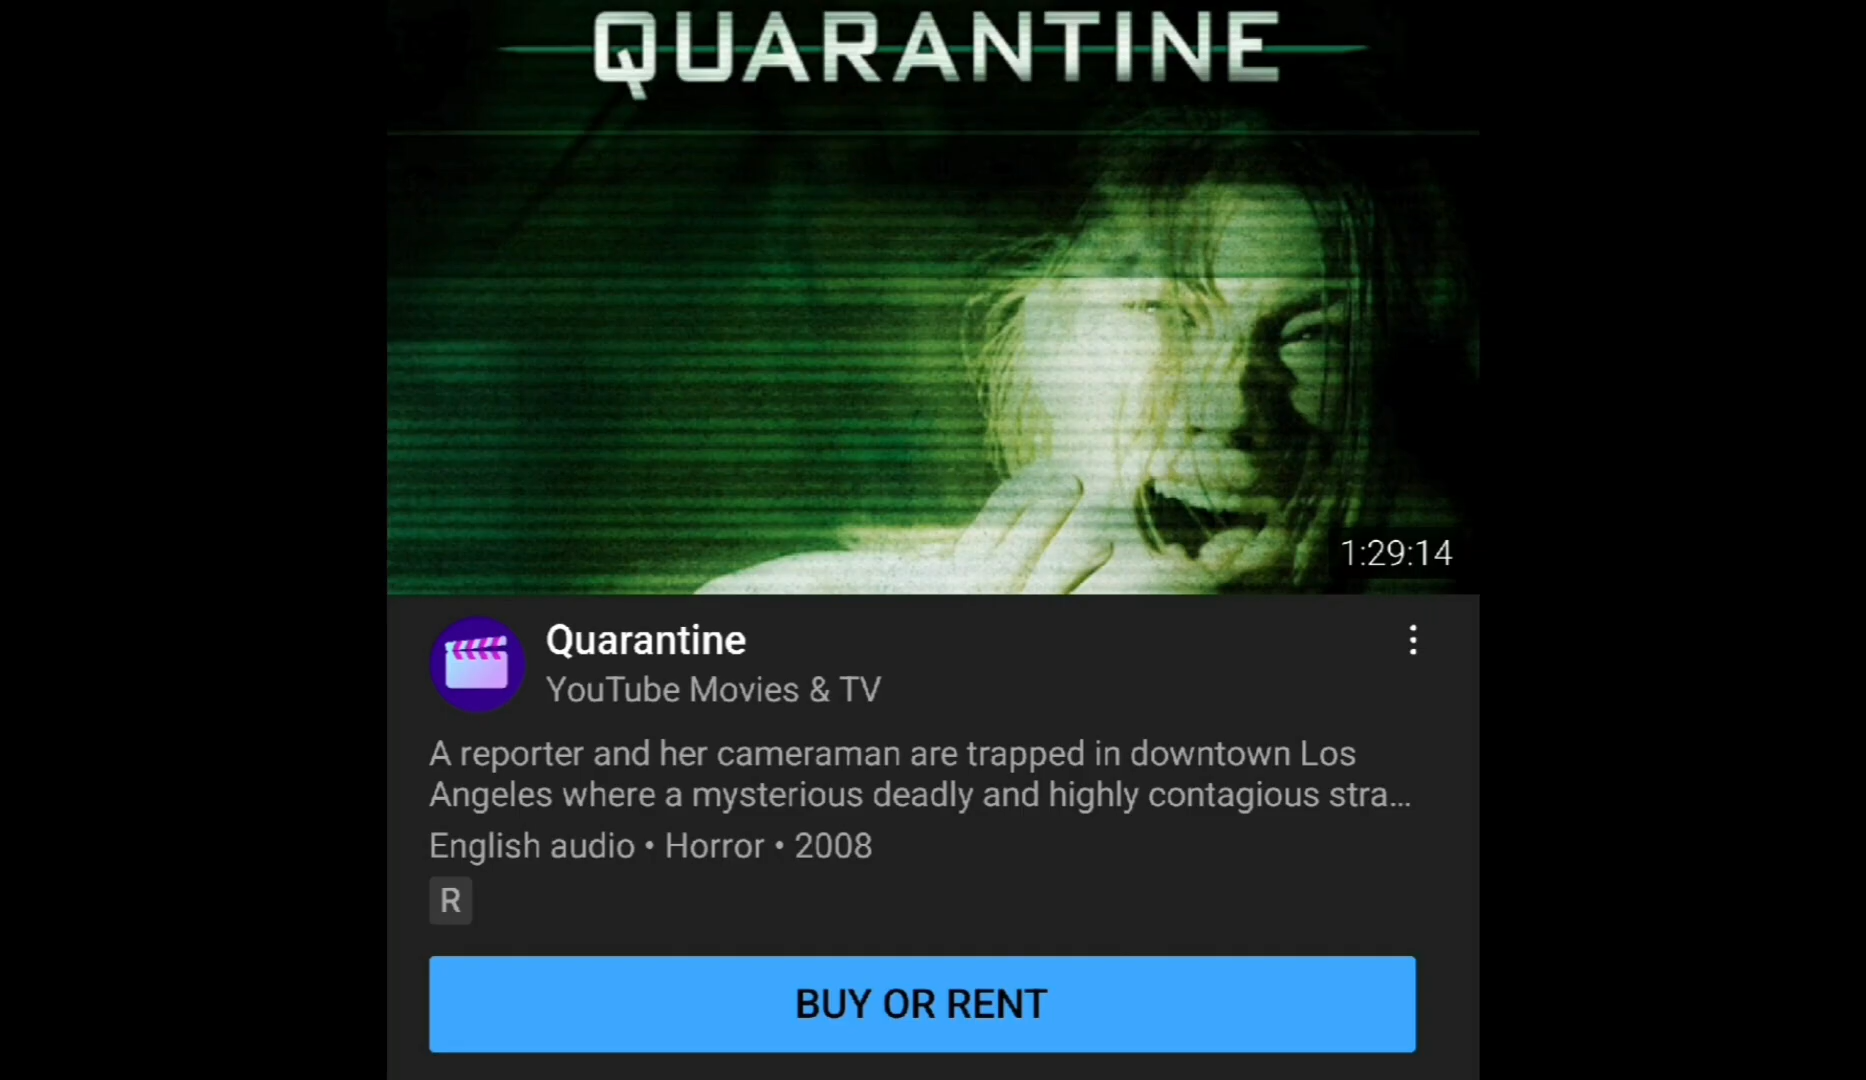 QUARANTINE
1:29:14
Quarantine
YouTube Movies & TV
A reporter and her cameraman are trapped in downtown Los
Angeles where a mysterious deadly and highly contagious stra...
English audio • Horror • 2008
R
BUY OR RENT